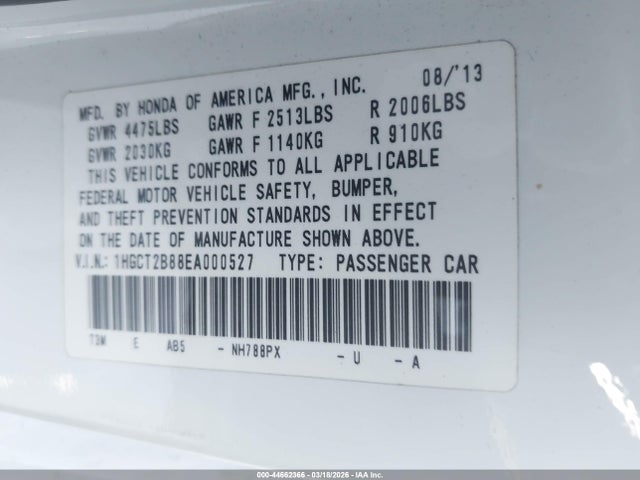 MFD. BY HONDA OF AMERICA MFG., INC. 08/'13
GVWR 4475LBS GAWR F 2513LBS R 2006LBS
GVWR 2030KG GAWR F 1140KG R 910KG
THIS VEHICLE CONFORMS TO ALL APPLICABLE
FEDERAL MOTOR VEHICLE SAFETY, BUMPER,
AND THEFT PREVENTION STANDARDS IN EFFECT
ON THE DATE OF MANUFACTURE SHOWN ABOVE.
V.I.N.: 1HGCT2B88EA000527 TYPE: PASSENGER CAR
T3M E AB5 - NH788PX - U - A
000-44662366 - 03/18/2026 - IAA Inc.